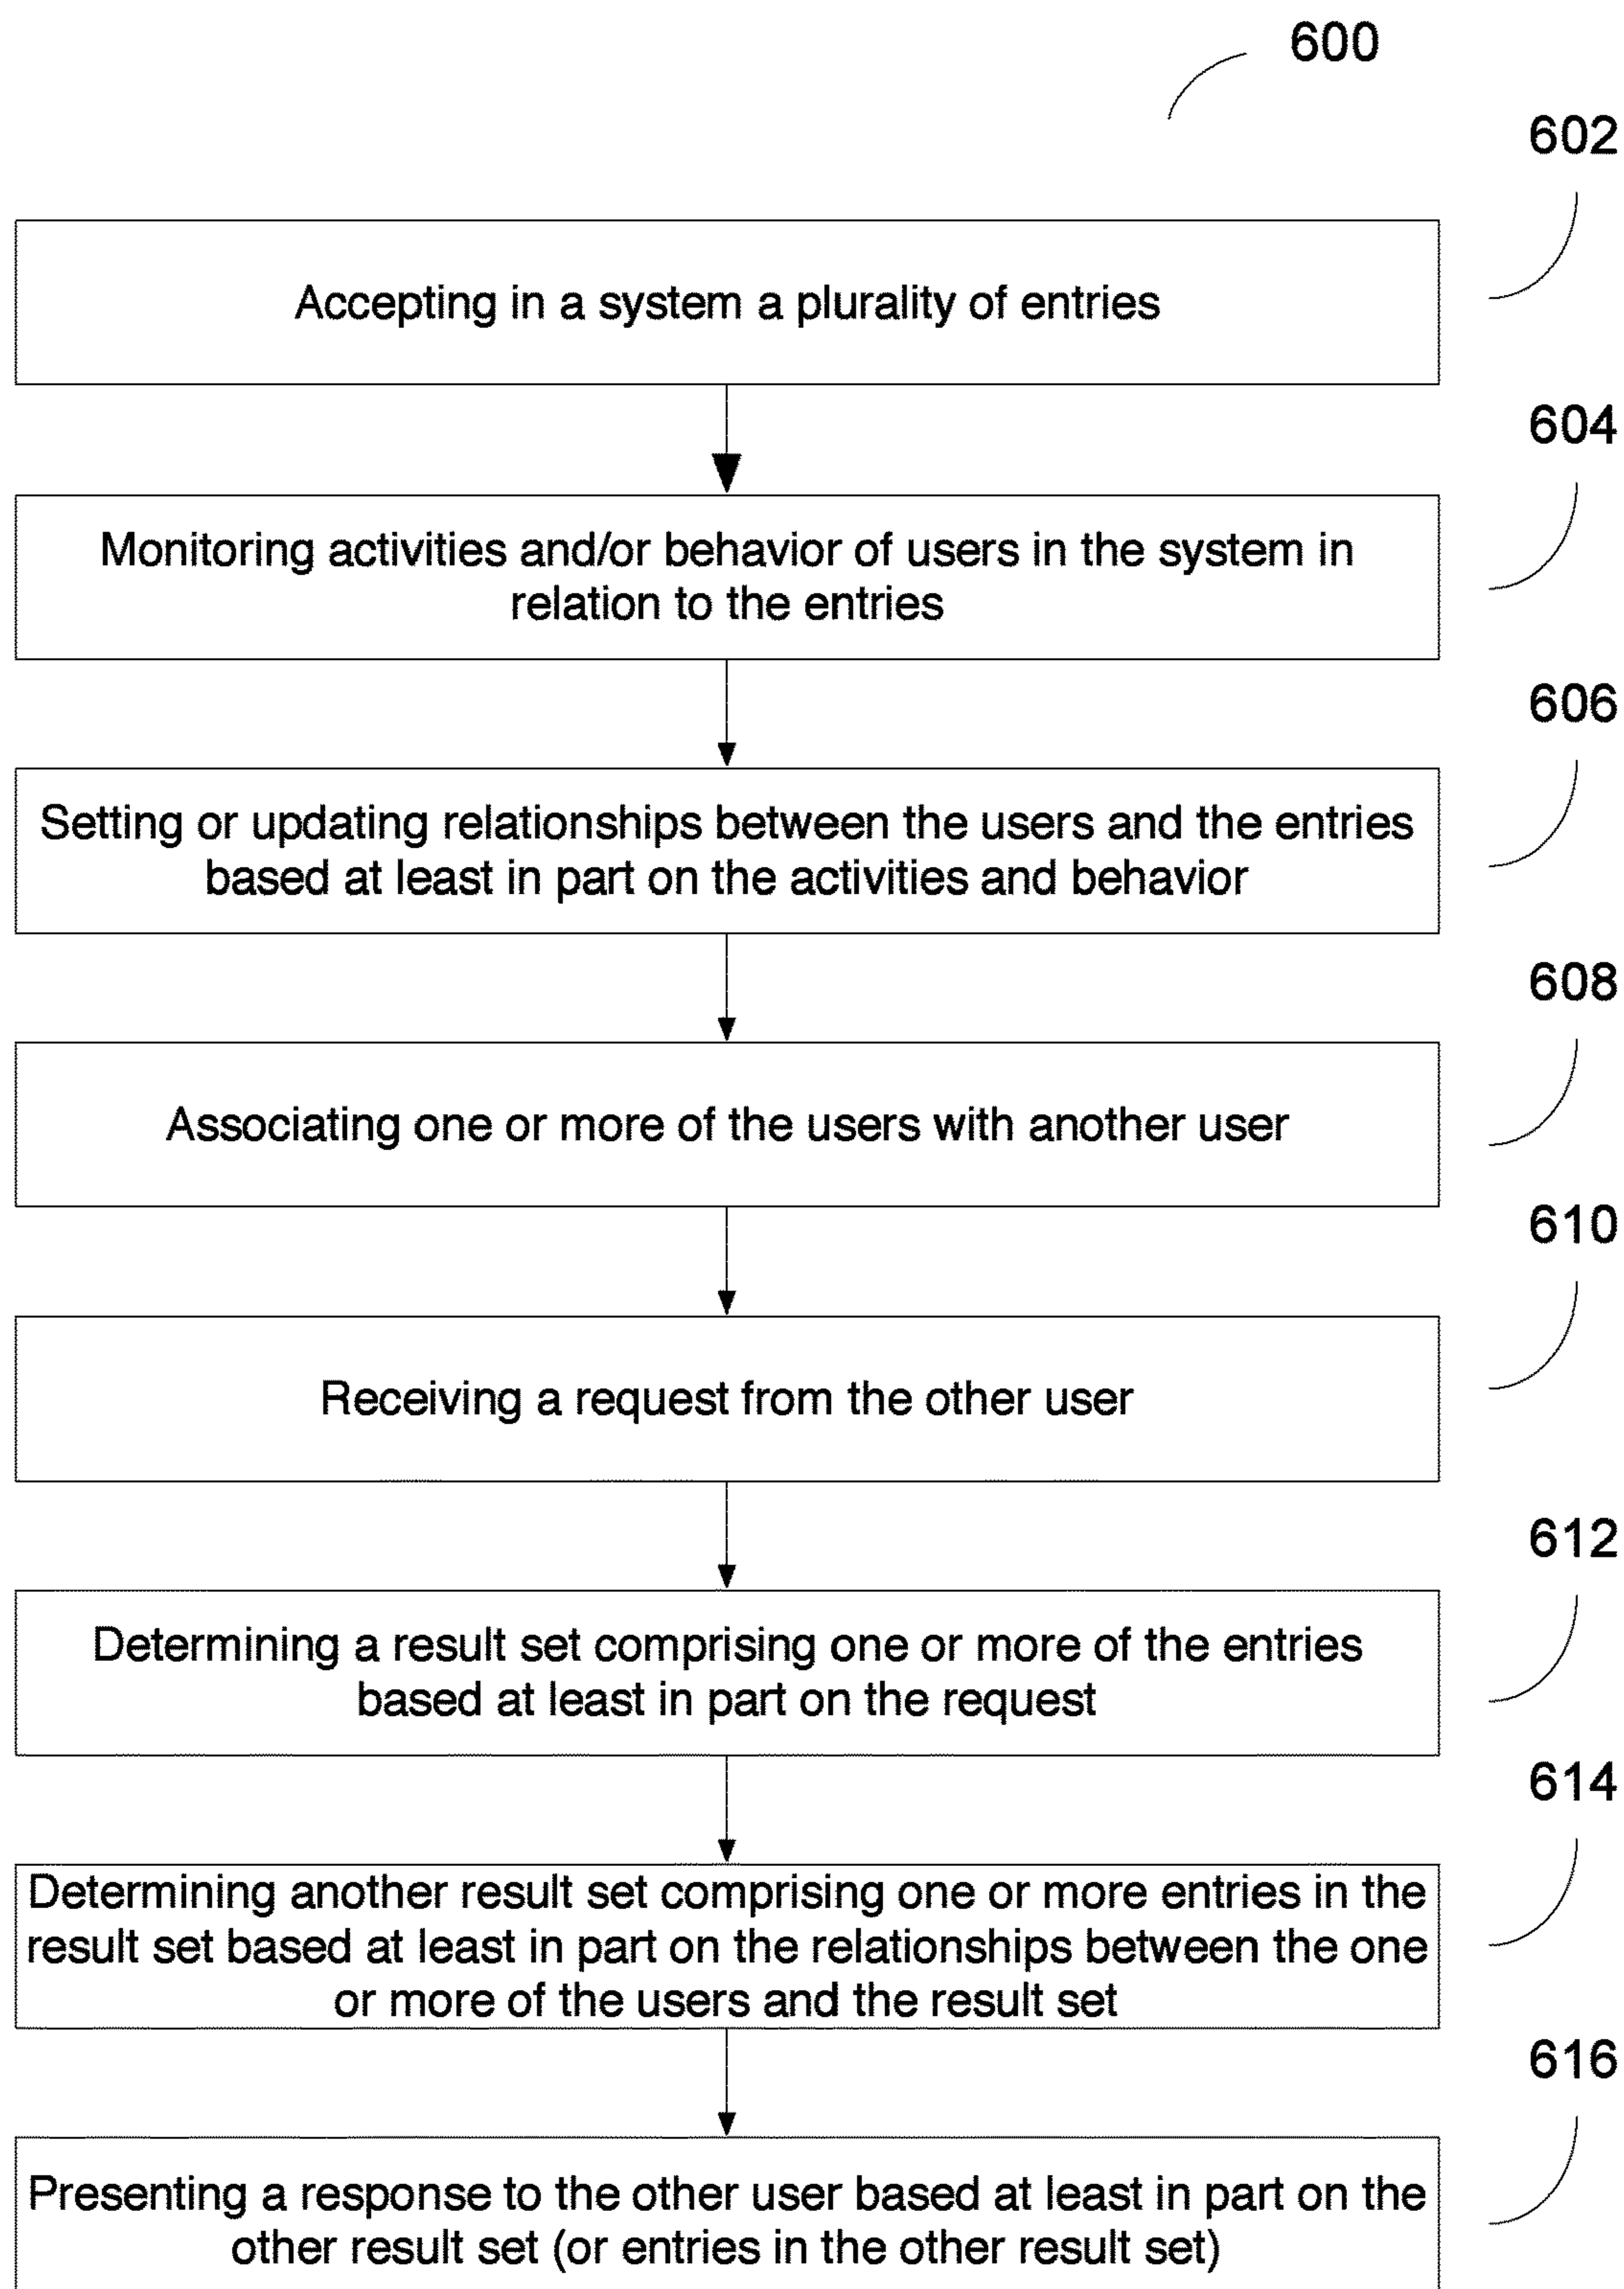 600
602
Accepting in a system a plurality of entries
604
Monitoring activities and/or behavior of users in the system in
relation to the entries
606
Setting or updating relationships between the users and the entries
based at least in part on the activities and behavior
608
Associating one or more of the users with another user
610
Receiving a request from the other user
612
Determining a result set comprising one or more of the entries
based at least in part on the request
614
Determining another result set comprising one or more entries in the
result set based at least in part on the relationships between the one
or more of the users and the result set
616
Presenting a response to the other user based at least in part on the
other result set (or entries in the other result set)